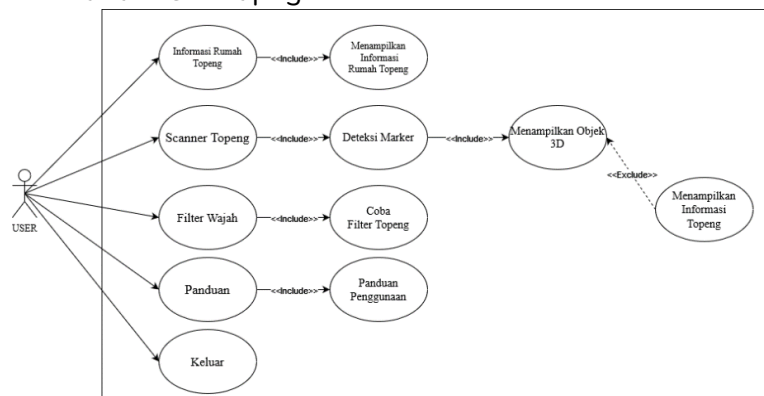 Informasi Rumah
Topeng
<<Include>>
Menampilkan
Informasi
Rumah Topeng
Scanner Topeng
<<Include>>
Deteksi Marker
<<Include>>
Menampilkan Objek
3D
<<Exclude>>
Menampilkan
Informasi
Topeng
USER
Filter Wajah
<<Include>>
Coba
Filter Topeng
Panduan
<<Include>>
Panduan
Penggunaan
Keluar